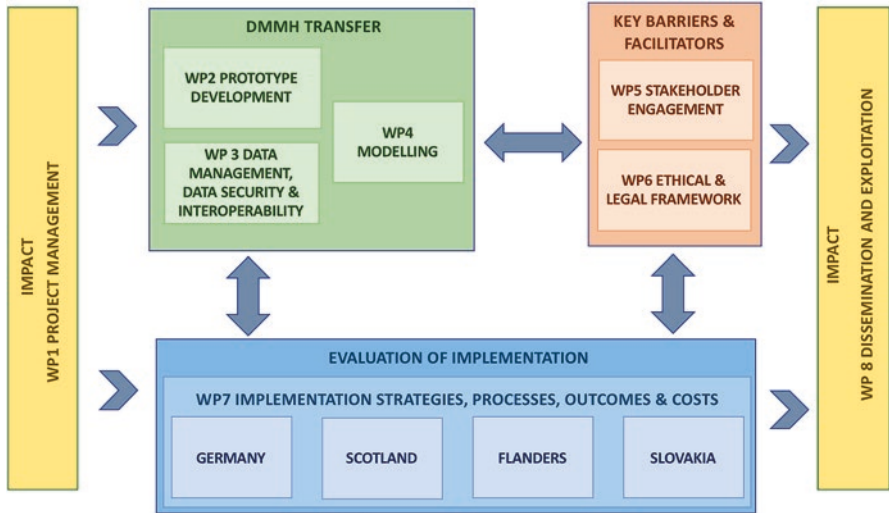 IMPACT
WP1 PROJECT MANAGEMENT
DMMH TRANSFER
WP2 PROTOTYPE
DEVELOPMENT
WP 3 DATA
MANAGEMENT,
DATA SECURITY &
INTEROPERABILITY
WP4
MODELLING
KEY BARRIERS &
FACILITATORS
WP5 STAKEHOLDER
ENGAGEMENT
WP6 ETHICAL &
LEGAL FRAMEWORK
EVALUATION OF IMPLEMENTATION
WP7 IMPLEMENTATION STRATEGIES, PROCESSES, OUTCOMES & COSTS
GERMANY
SCOTLAND
FLANDERS
SLOVAKIA
IMPACT
WP 8 DISSEMINATION AND EXPLOITATION